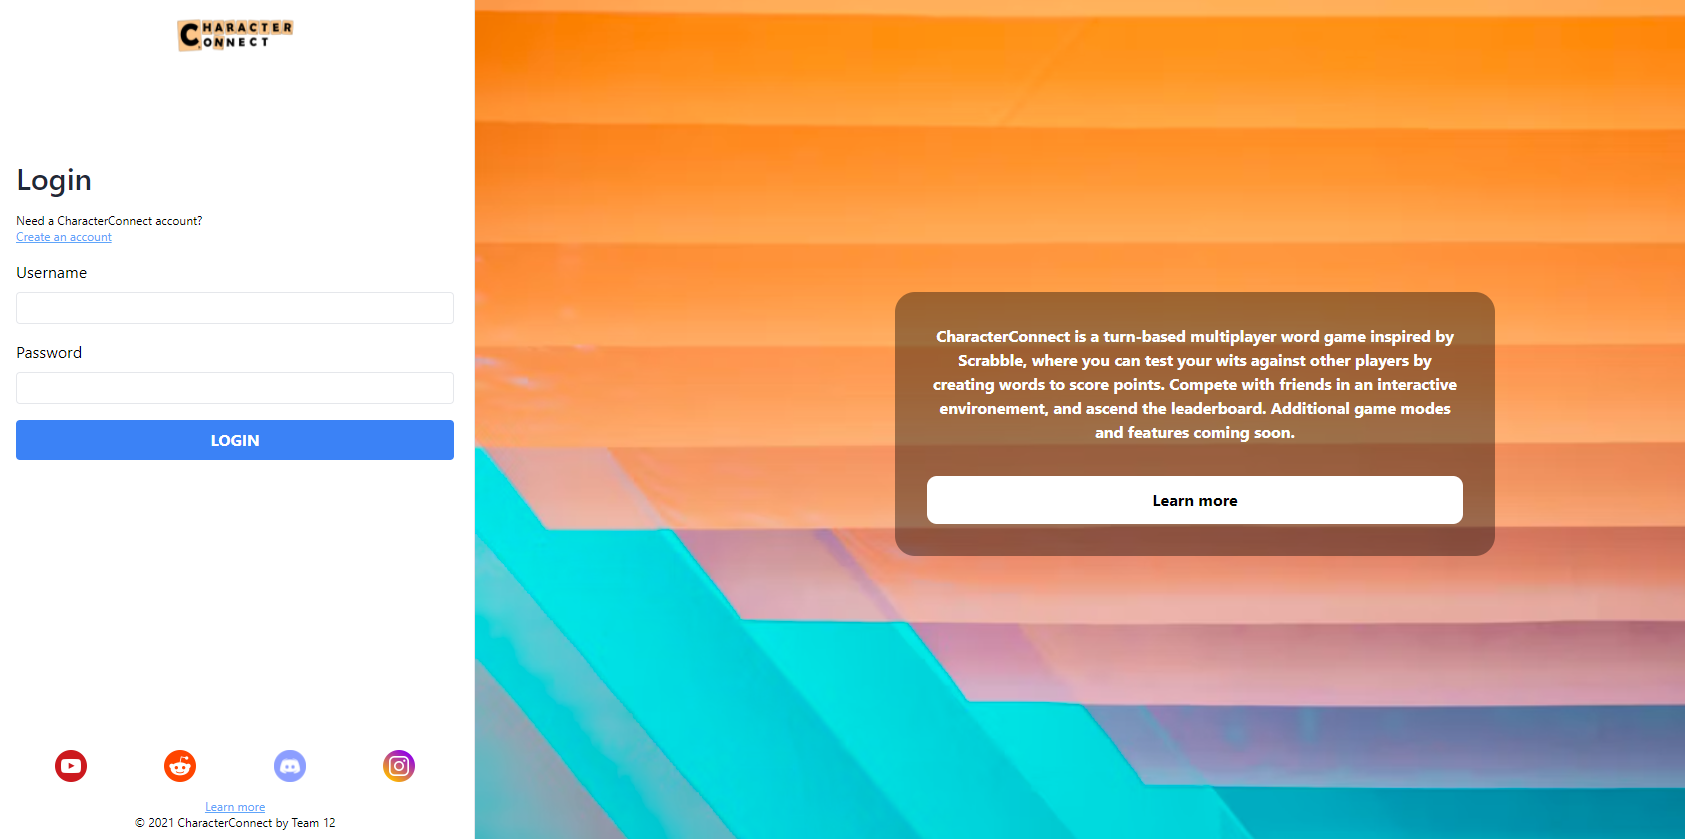 CHARACTER
CONNECT
Login
Need a CharacterConnect account?
Create an account
Username
Password
LOGIN
Learn more
© 2021 CharacterConnect by Team 12
CharacterConnect is a turn-based multiplayer word game inspired by
Scrabble, where you can test your wits against other players by
creating words to score points. Compete with friends in an interactive
environement, and ascend the leaderboard. Additional game modes
and features coming soon.
Learn more